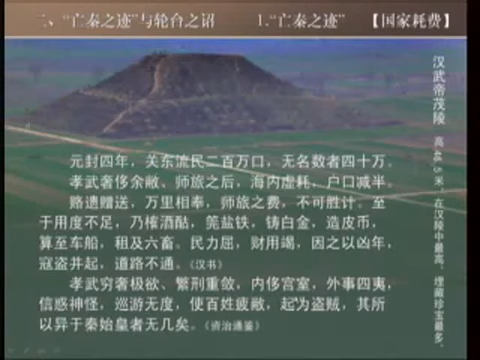 二、“亡秦之迹”与轮台之诏 1.“亡秦之迹” 【国家耗费】
汉武帝茂陵 高46.5米，在汉陵中最高，埋藏珍宝最多。
元封四年，关东流民二百万口，无名数者四十万。
孝武奢侈余敝、师旅之后，海内虚耗，户口减半。
赂遗赠送，万里相奉，师旅之费，不可胜计。至
于用度不足，乃榷酒酤，筦盐铁，铸白金，造皮币，
算至车船，租及六畜。民力屈，财用竭，因之以凶年，
寇盗并起，道路不通。（汉书）
孝武穷奢极欲、繁刑重敛，内侈宫室，外事四夷，
信惑神怪，巡游无度，使百姓疲敝，起为盗贼，其所
以异于秦始皇者无几矣。（资治通鉴）